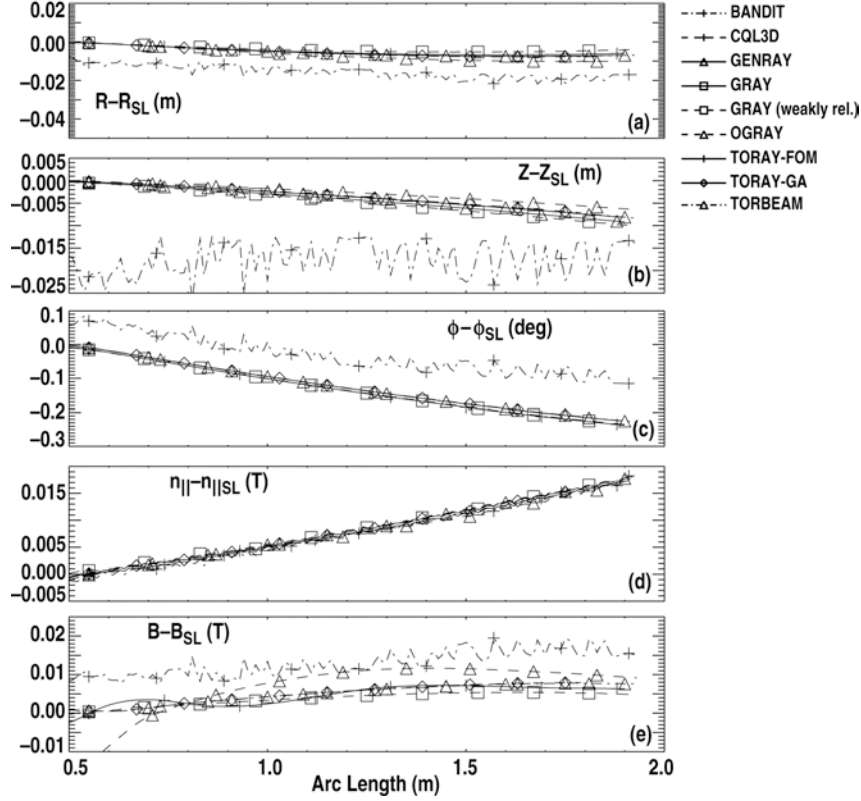 0.02
0.00
−0.02
−0.04
R−R_SL (m)
(a)
0.005
0.000
−0.005
−0.015
−0.025
Z−Z_SL (m)
(b)
0.1
0.0
−0.1
−0.2
−0.3
ϕ−ϕ_SL (deg)
(c)
0.015
0.005
0.000
−0.005
n_||−n_||SL (T)
(d)
0.02
0.01
0.00
−0.01
B−B_SL (T)
(e)
0.5
1.0
1.5
2.0
Arc Length (m)
BANDIT
CQL3D
GENRAY
GRAY
GRAY (weakly rel.)
OGRAY
TORAY-FOM
TORAY-GA
TORBEAM